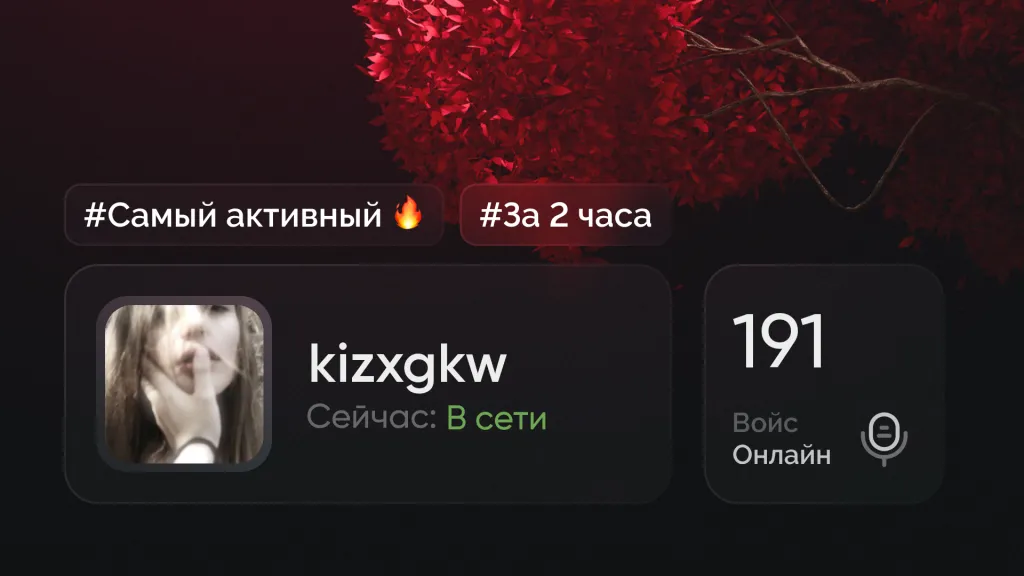 #Самый активный 🔥
#За 2 часа
kizxgkw
Сейчас: В сети
191
Войс
Онлайн